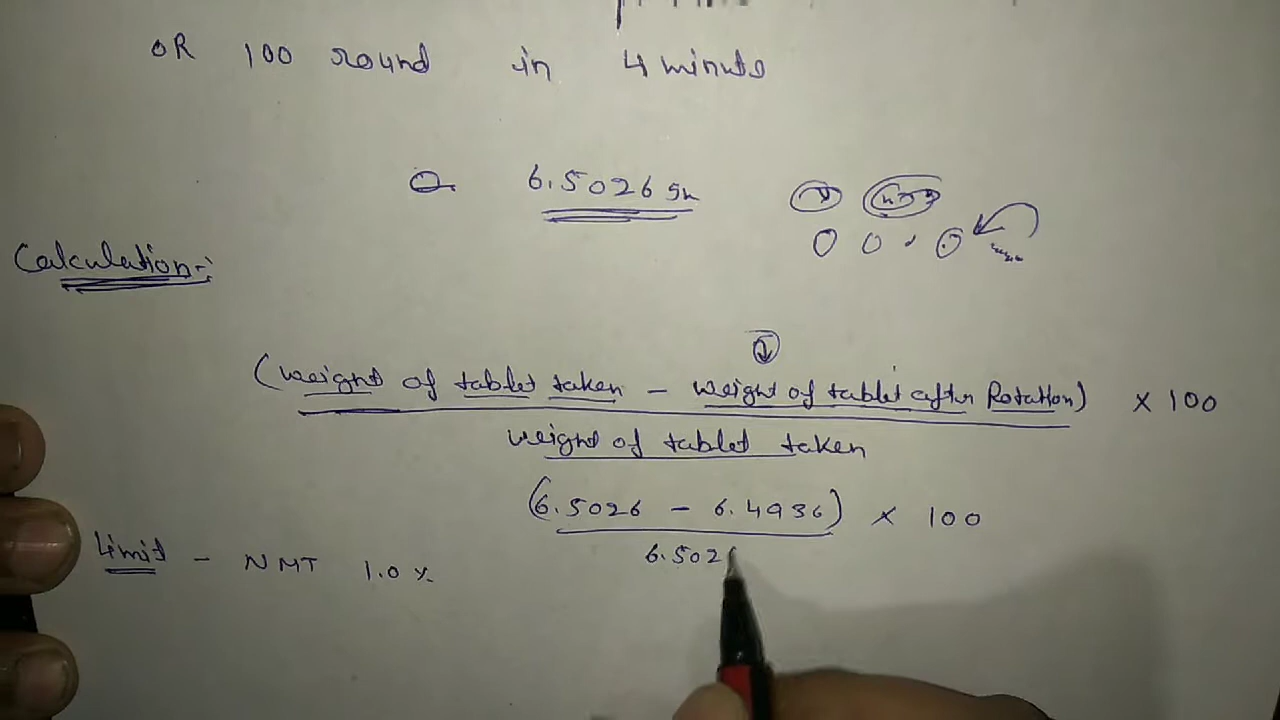 OR 100 round in 4 minute
6.5026 gm
Calculation:-
(weight of tablet taken - weight of tablet after Rotation) × 100
weight of tablet taken
(6.5026 - 6.4936) × 100
6.502
Limit - NMT 1.0 %